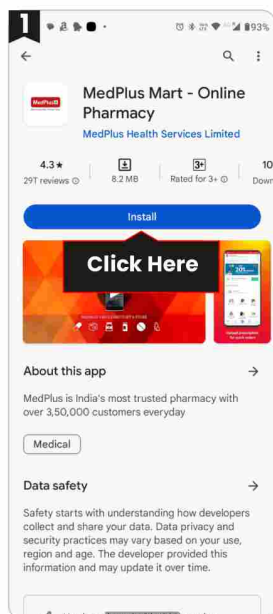 1
893%
MedPlus
MedPlus Mart - Online
Pharmacy
MedPlus Health Services Limited
4.3★
29T reviews
8.2 MB
3+
Rated for 3+
10
Down
Install
Click Here
About this app
MedPlus is India's most trusted pharmacy with
over 3,50,000 customers everyday
Medical
Data safety
Safety starts with understanding how developers
collect and share your data. Data privacy and
security practices may vary based on your use,
region and age. The developer provided this
information and may update it over time.